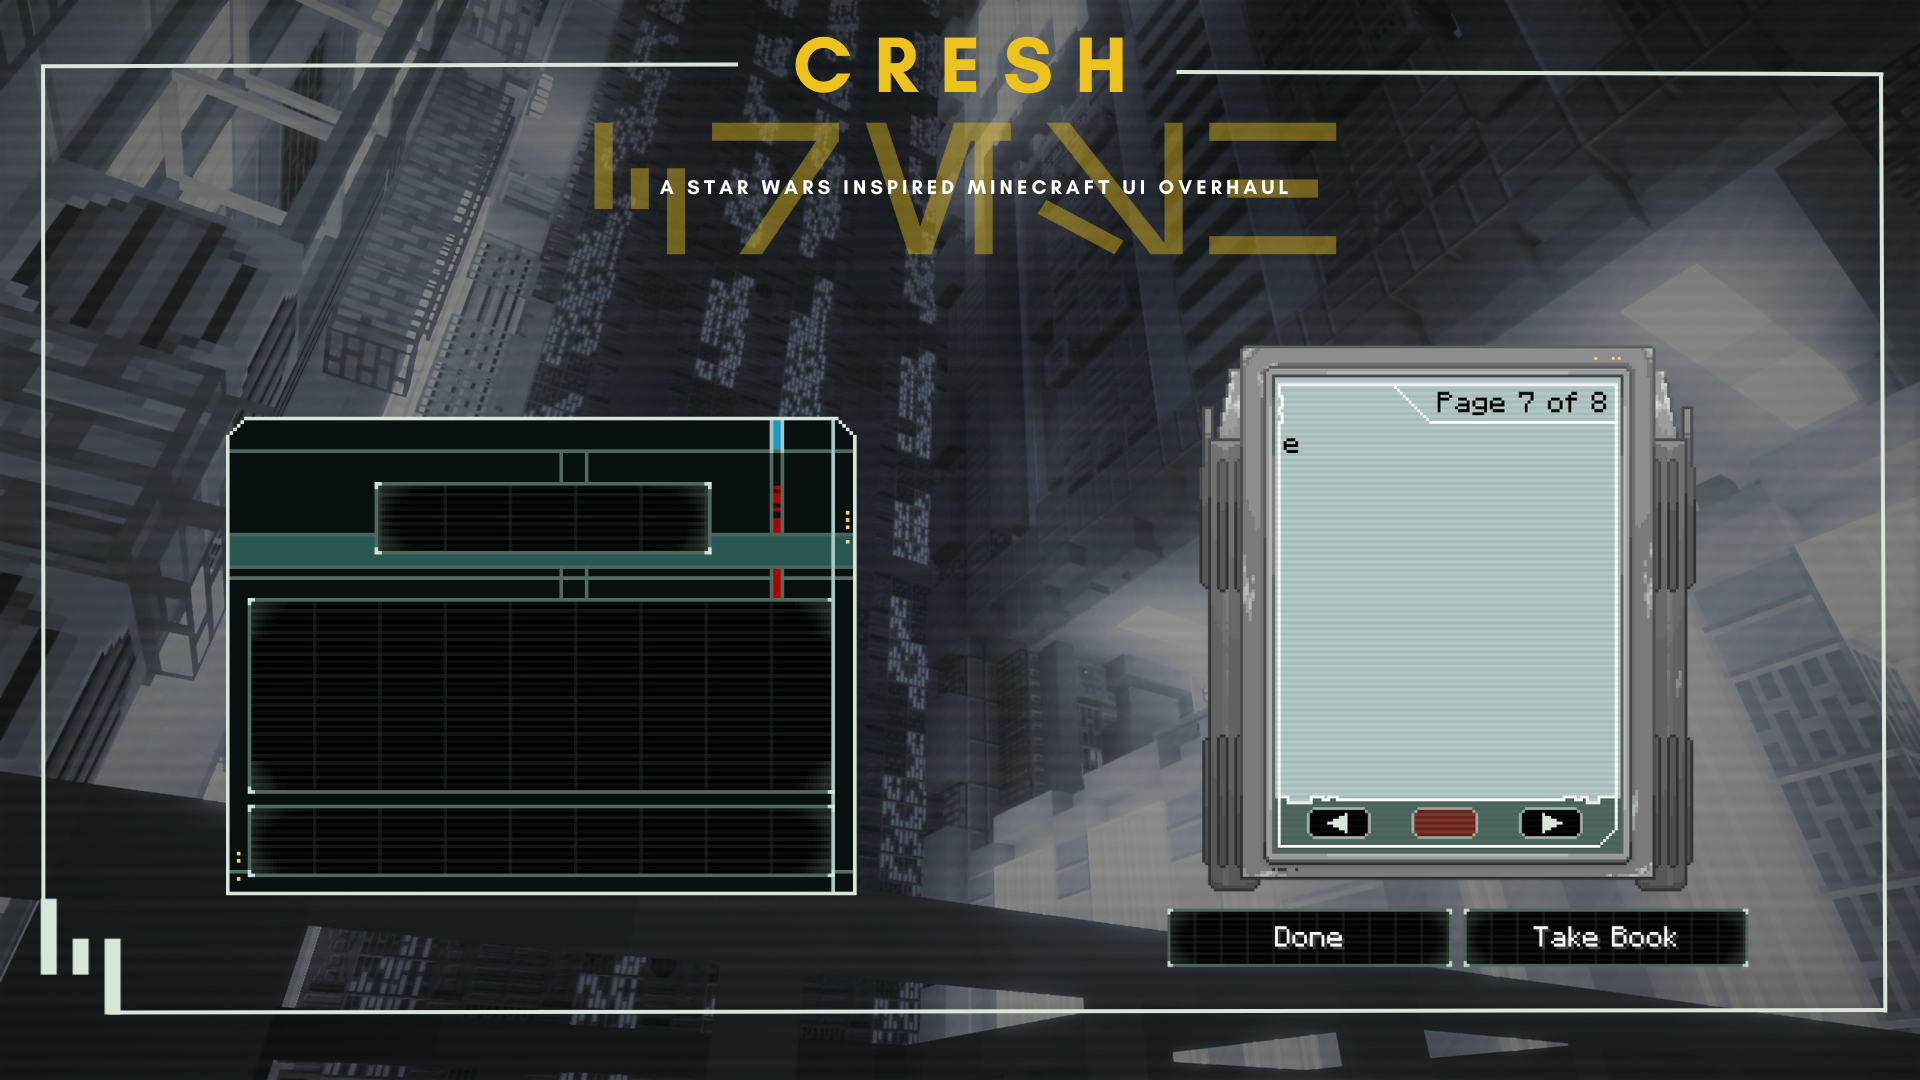 CRESH
A STAR WARS INSPIRED MINECRAFT UI OVERHAUL
Page 7 of 8
e
Done
Take Book